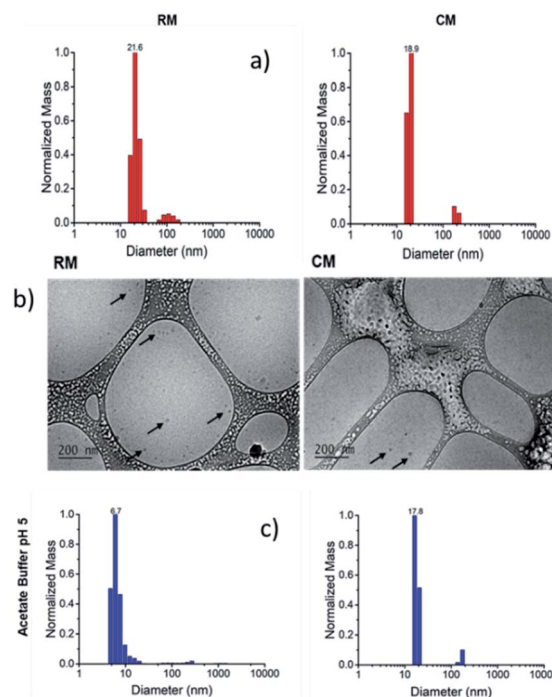 RM CM
a)
21.6 18.9
1.0 1.0
0.8 0.8
0.6 0.6
0.4 0.4
0.2 0.2
0.0 0.0
Normalized Mass Normalized Mass
1 10 100 1000 10000 1 10 100 1000 10000
Diameter (nm) Diameter (nm)
RM CM
b)
200 nm 200 nm
c)
6.7 17.8
1.0 1.0
0.8 0.8
0.6 0.6
0.4 0.4
0.2 0.2
0.0 0.0
Acetate Buffer pH 5
Normalized Mass Normalized Mass
1 10 100 1000 10000 1 10 100 1000 10000
Diameter (nm) Diameter (nm)